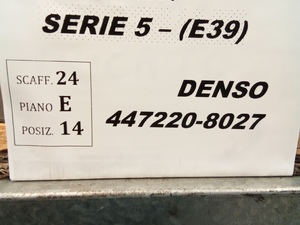 SERIE 5 – (E39)
SCAFF. 24
PIANO E
POSIZ. 14
DENSO
447220-8027